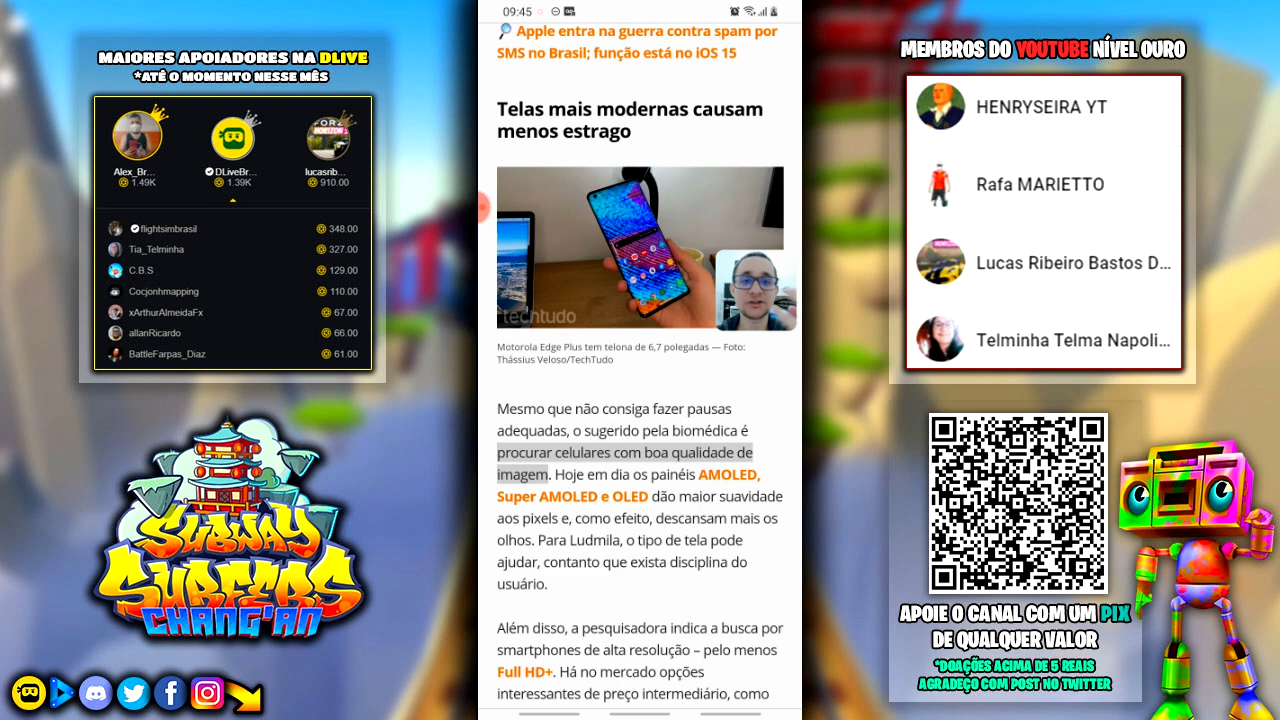 MAIORES APOIADORES NA DLIVE
*ATÉ O MOMENTO NESSE MÊS
Alex_Br...
1.49K
DLiveBr...
1.39K
lucasrib...
910.00
flightsimbrasil 348.00
Tia_Telminha 327.00
C.B.S 129.00
Cocjonhmapping 110.00
xArthurAlmeidaFx 67.00
allanRicardo 66.00
BattleFarpas_Diaz 61.00
SUBWAY
SURFERS
CHANG'AN
09:45
Apple entra na guerra contra spam por
SMS no Brasil; função está no iOS 15
Telas mais modernas causam
menos estrago
techtudo
Motorola Edge Plus tem telona de 6,7 polegadas — Foto:
Thássius Veloso/TechTudo
Mesmo que não consiga fazer pausas
adequadas, o sugerido pela biomédica é
procurar celulares com boa qualidade de
imagem. Hoje em dia os painéis AMOLED,
Super AMOLED e OLED dão maior suavidade
aos pixels e, como efeito, descansam mais os
olhos. Para Ludmila, o tipo de tela pode
ajudar, contanto que exista disciplina do
usuário.
Além disso, a pesquisadora indica a busca por
smartphones de alta resolução – pelo menos
Full HD+. Há no mercado opções
interessantes de preço intermediário, como
MEMBROS DO YOUTUBE NÍVEL OURO
HENRYSEIRA YT
Rafa MARIETTO
Lucas Ribeiro Bastos D...
Telminha Telma Napoli...
APOIE O CANAL COM UM PIX
DE QUALQUER VALOR
*DOAÇÕES ACIMA DE 5 REAIS
AGRADEÇO COM POST NO TWITTER